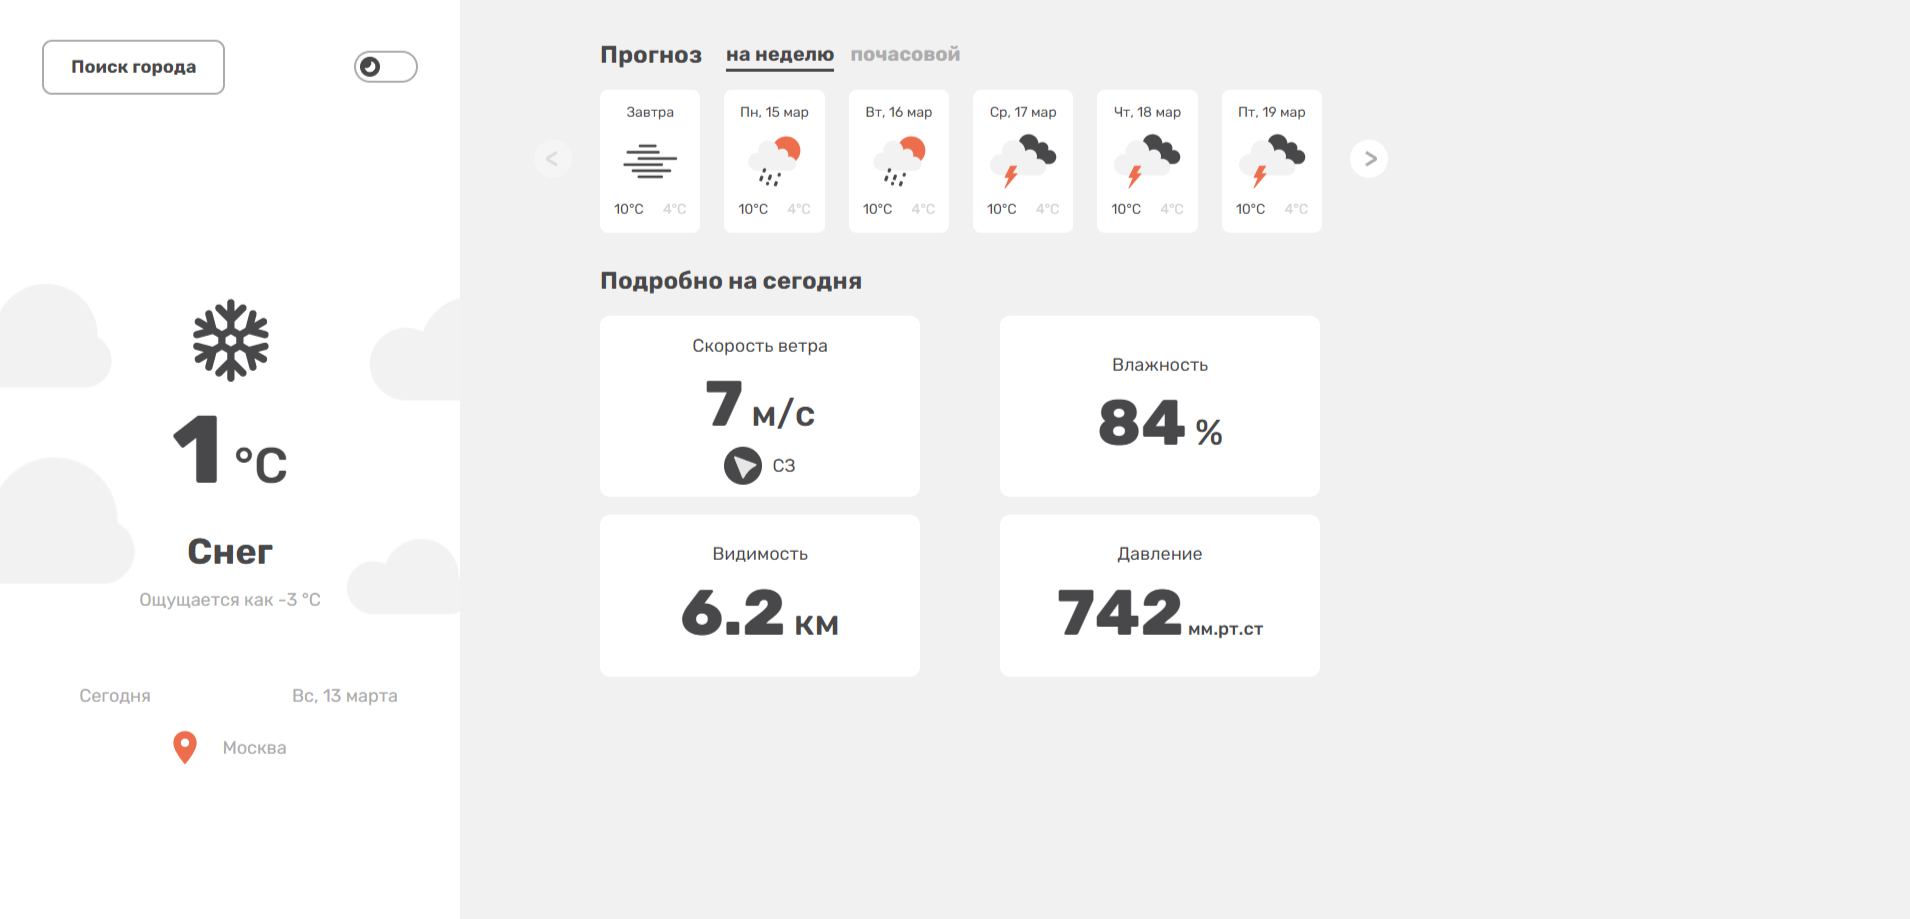 Поиск города
1 °C
Снег
Ощущается как -3 °C
Сегодня Вс, 13 марта
Москва
Прогноз на неделю почасовой
< >
Завтра
10°C 4°C
Пн, 15 мар
10°C 4°C
Вт, 16 мар
10°C 4°C
Ср, 17 мар
10°C 4°C
Чт, 18 мар
10°C 4°C
Пт, 19 мар
10°C 4°C
Подробно на сегодня
Скорость ветра
7 м/с
СЗ
Влажность
84 %
Видимость
6.2 км
Давление
742 мм.рт.ст